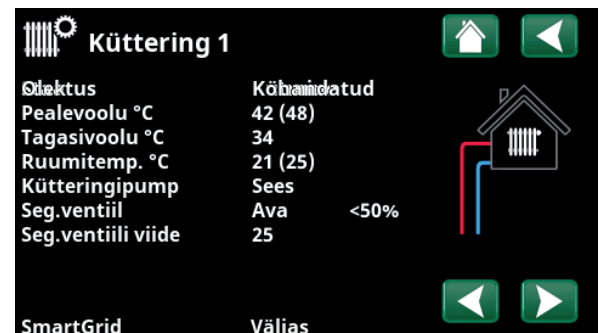 Küttering 1
Pealevoolu °C 42 (48)
Tagasivoolu °C 34
Ruumitemp. °C 21 (25)
Kütteringipump Sees
Seg.ventiil Ava <50%
Seg.ventiili viide 25
SmartGrid Väljas